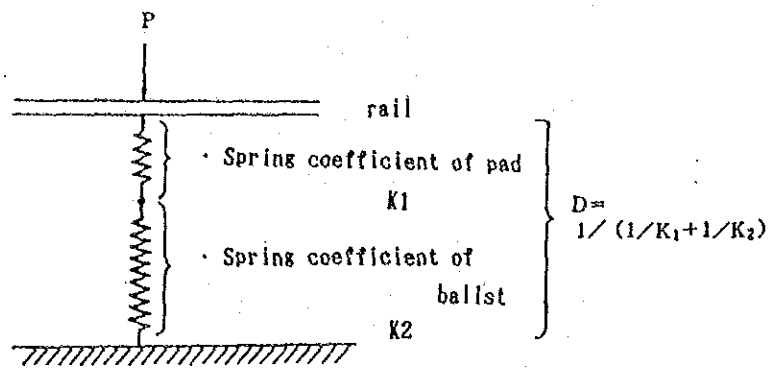 P
rail
· Spring coefficient of pad
K1
D=
1/(1/K₁+1/K₂)
· Spring coefficient of
ballst
K2